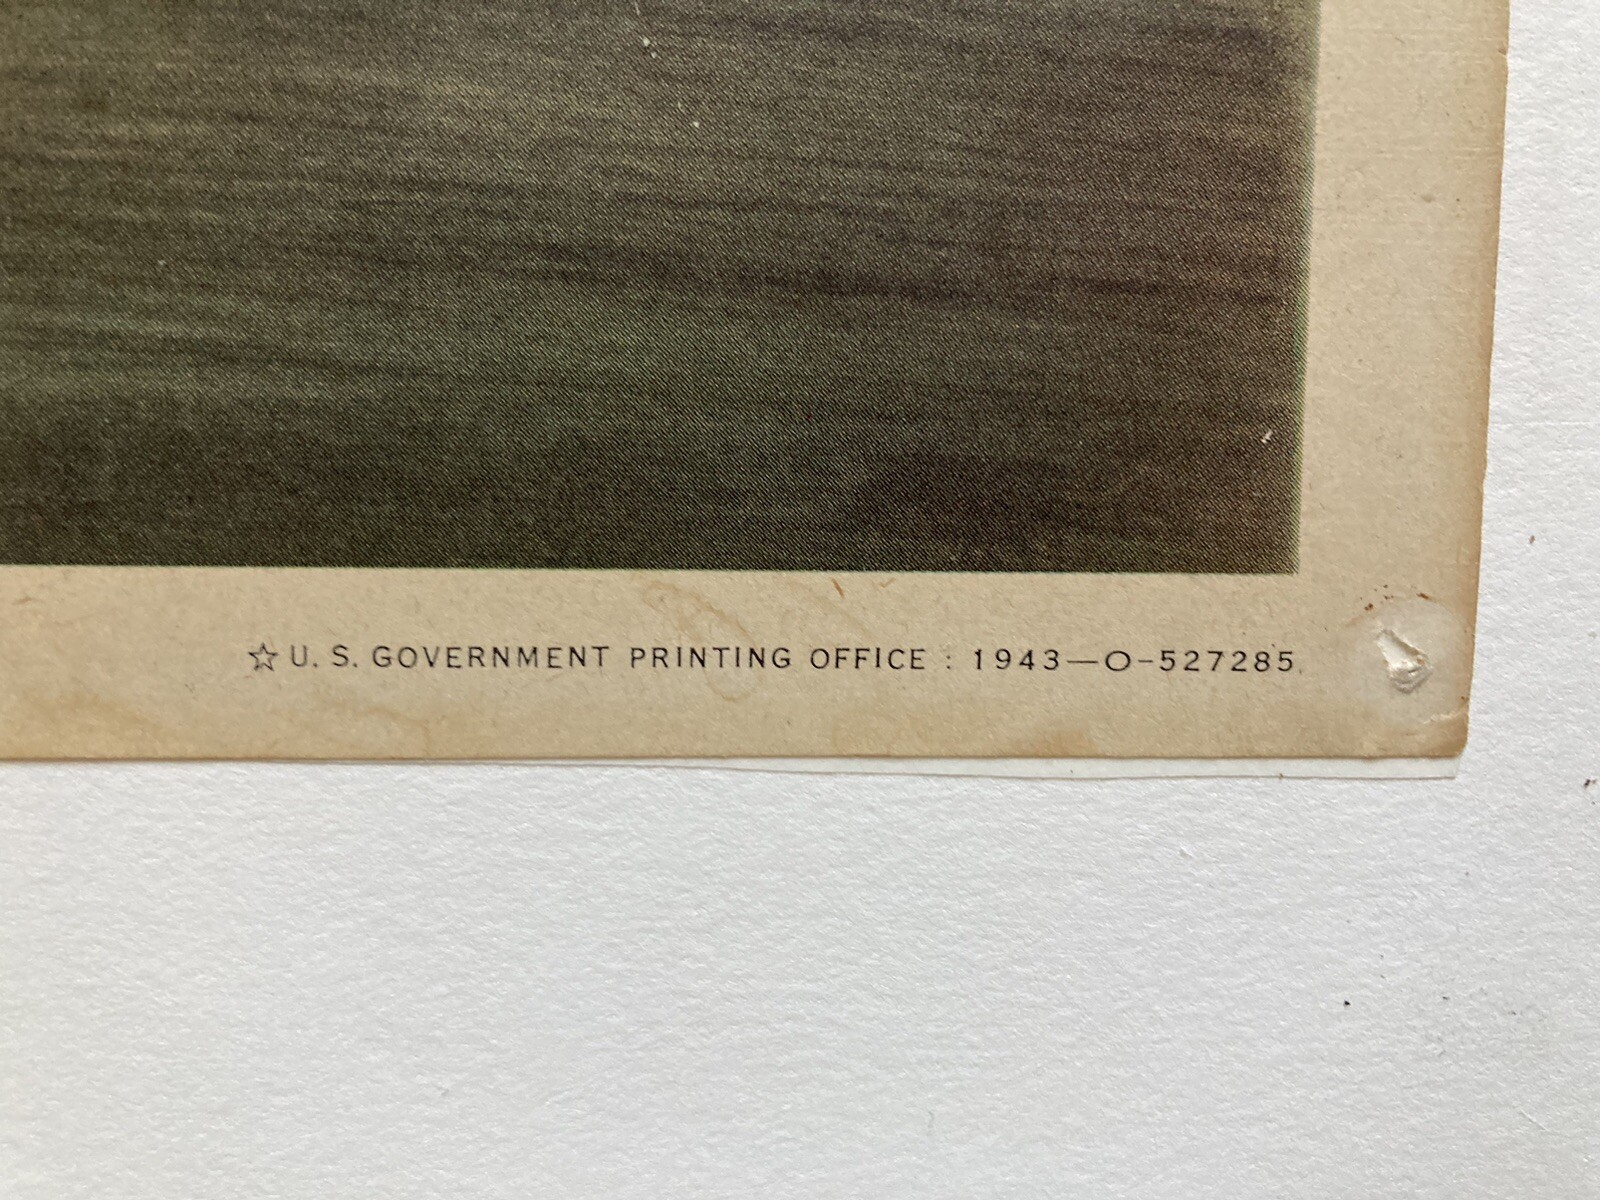 ☆ U. S. GOVERNMENT PRINTING OFFICE : 1943—O-527285